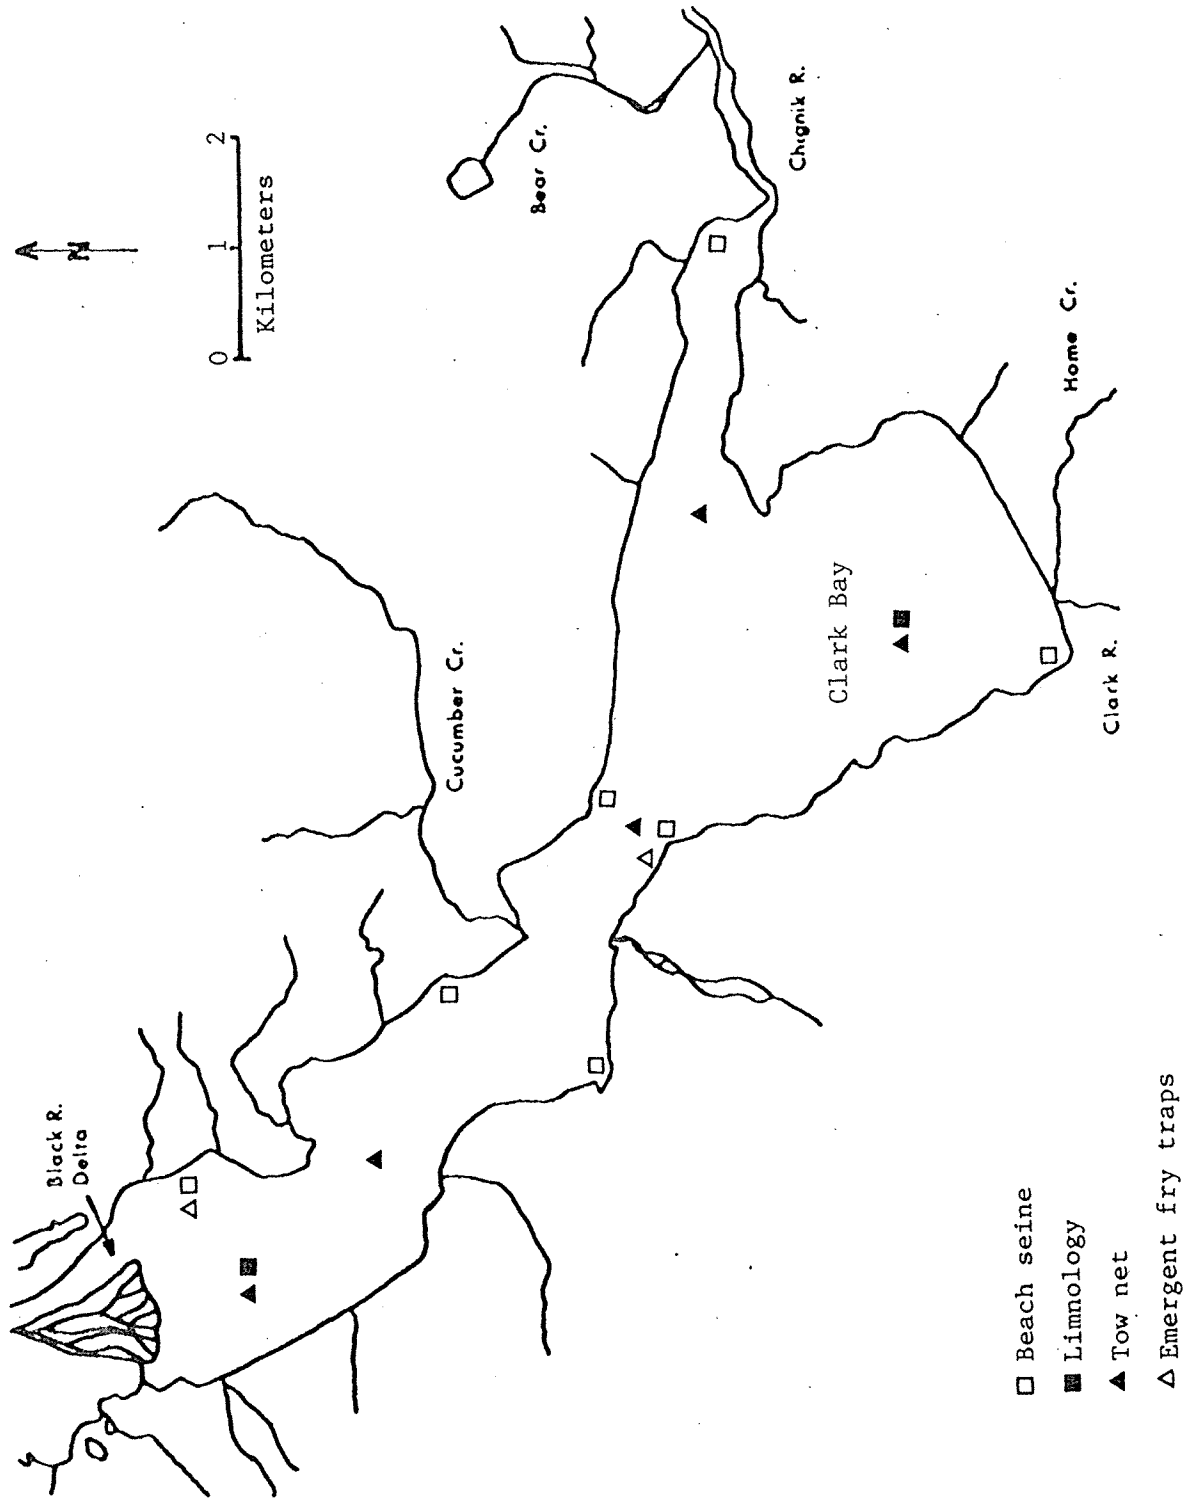 N
0 1 2
Kilometers
Black R.
Delta
Cucumber Cr.
Bear Cr.
Chignik R.
Clark Bay
Home Cr.
Clark R.
Beach seine
Limnology
Tow net
Emergent fry traps